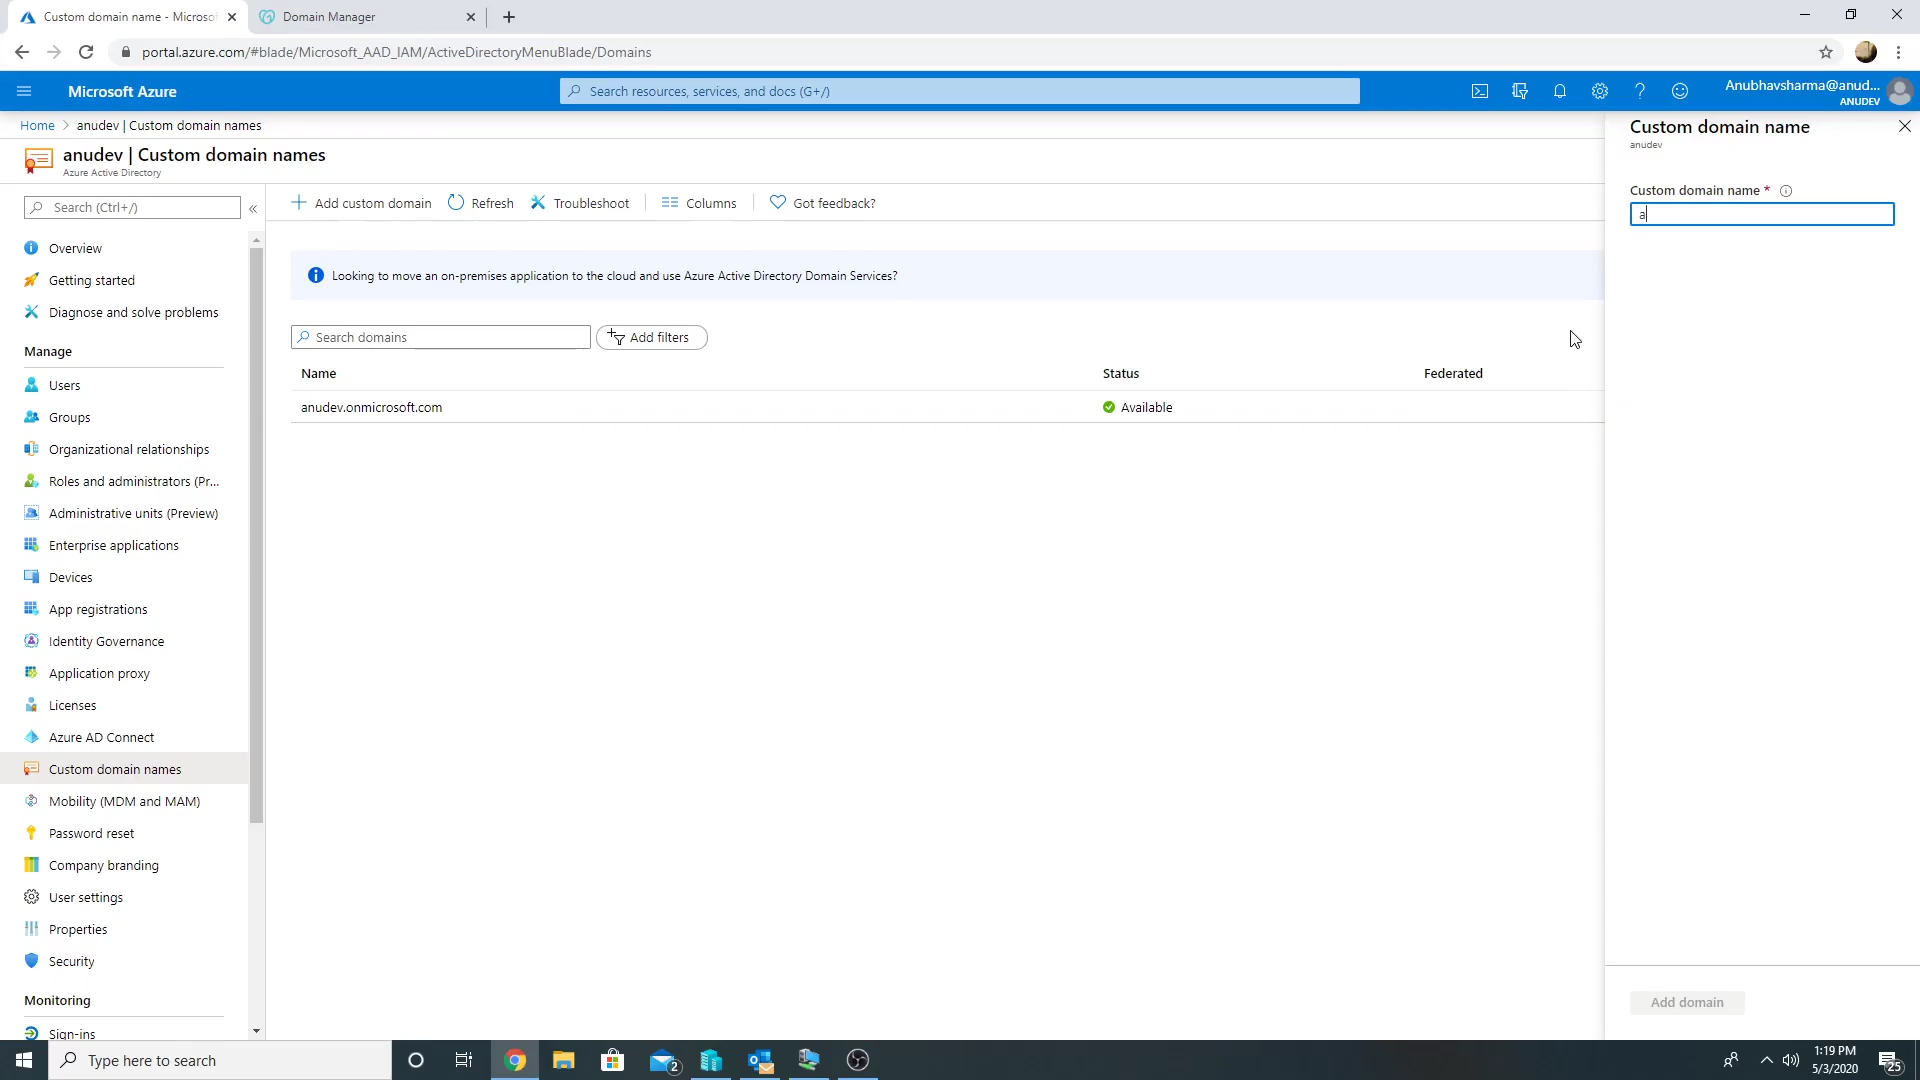 Custom domain name - Microsof
Domain Manager
portal.azure.com/#blade/Microsoft_AAD_IAM/ActiveDirectoryMenuBlade/Domains
Microsoft Azure
Search resources, services, and docs (G+/)
Anubhavsharma@anud...
ANUDEV
Home > anudev | Custom domain names
anudev | Custom domain names
Azure Active Directory
Search (Ctrl+/)
Overview
Getting started
Diagnose and solve problems
Manage
Users
Groups
Organizational relationships
Roles and administrators (Pr...
Administrative units (Preview)
Enterprise applications
Devices
App registrations
Identity Governance
Application proxy
Licenses
Azure AD Connect
Custom domain names
Mobility (MDM and MAM)
Password reset
Company branding
User settings
Properties
Security
Monitoring
Sign-ins
Add custom domain
Refresh
Troubleshoot
Columns
Got feedback?
Looking to move an on-premises application to the cloud and use Azure Active Directory Domain Services?
Search domains
Add filters
Name Status Federated
anudev.onmicrosoft.com Available
Custom domain name
anudev
Custom domain name *
a
Add domain
Type here to search
2
1:19 PM
5/3/2020
25